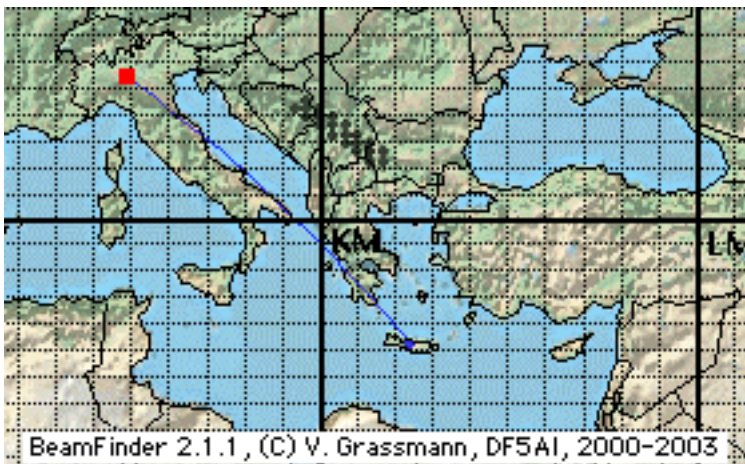 KM
LM
BeamFinder 2.1.1, (C) V. Grassmann, DF5AI, 2000-2003